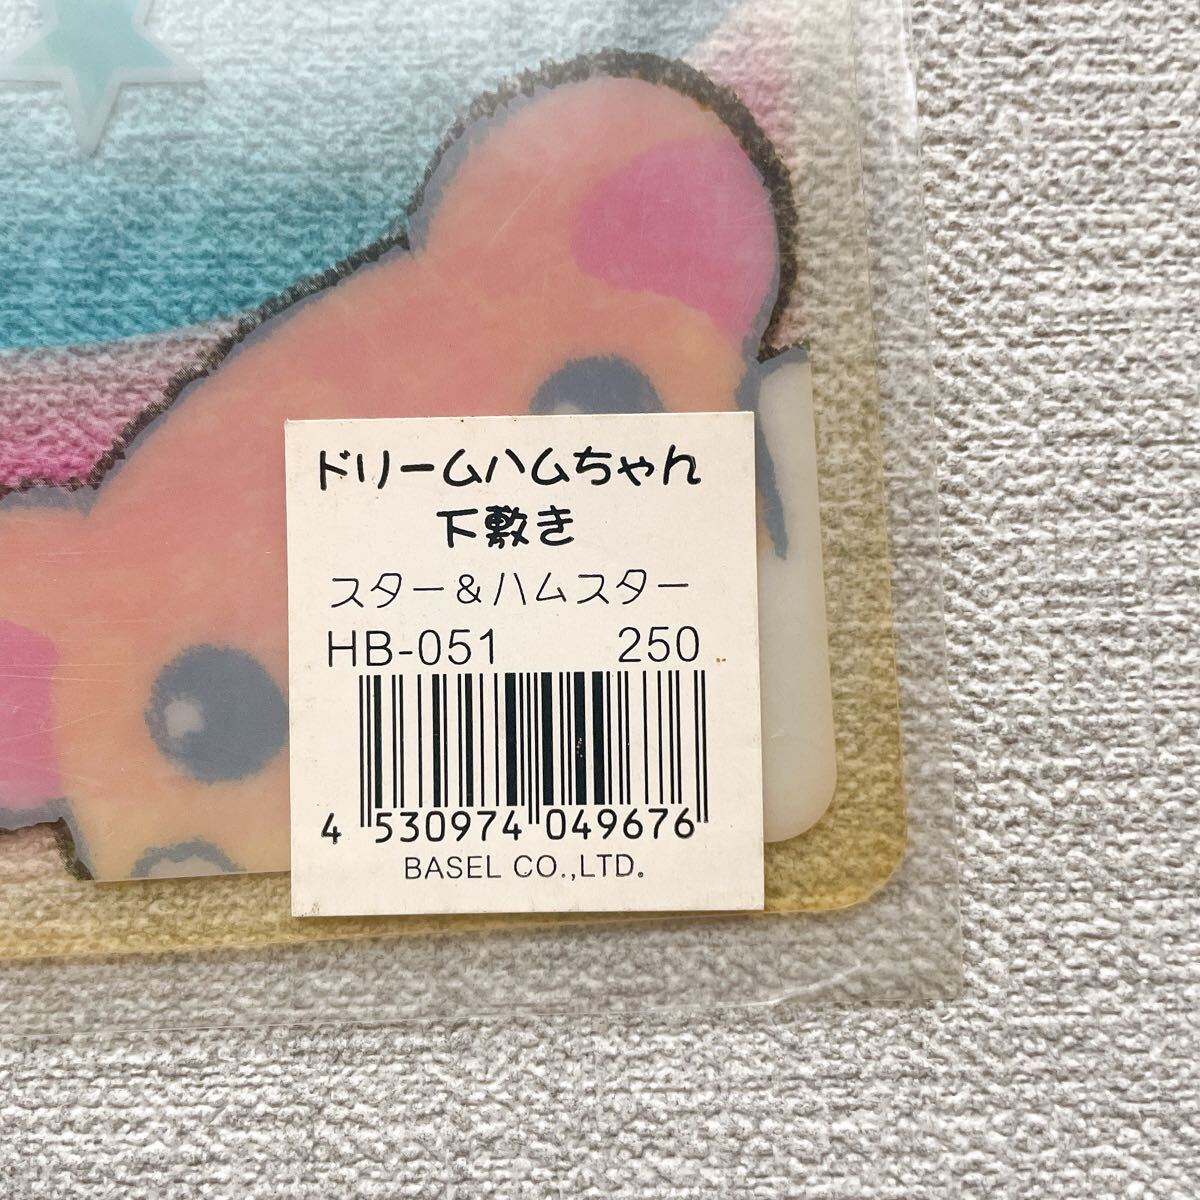 ドリームハムちゃん
下敷き
スター＆ハムスター
HB-051 250
4 530974 049676
BASEL CO.,LTD.